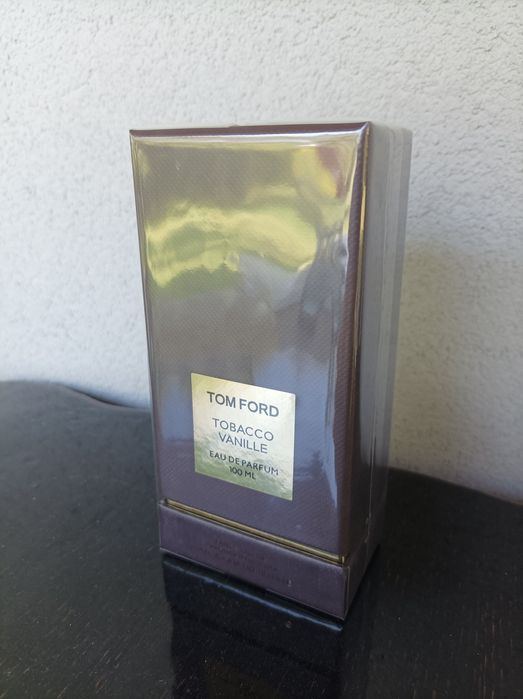 TOM FORD
TOBACCO
VANILLE
EAU DE PARFUM
100 ML